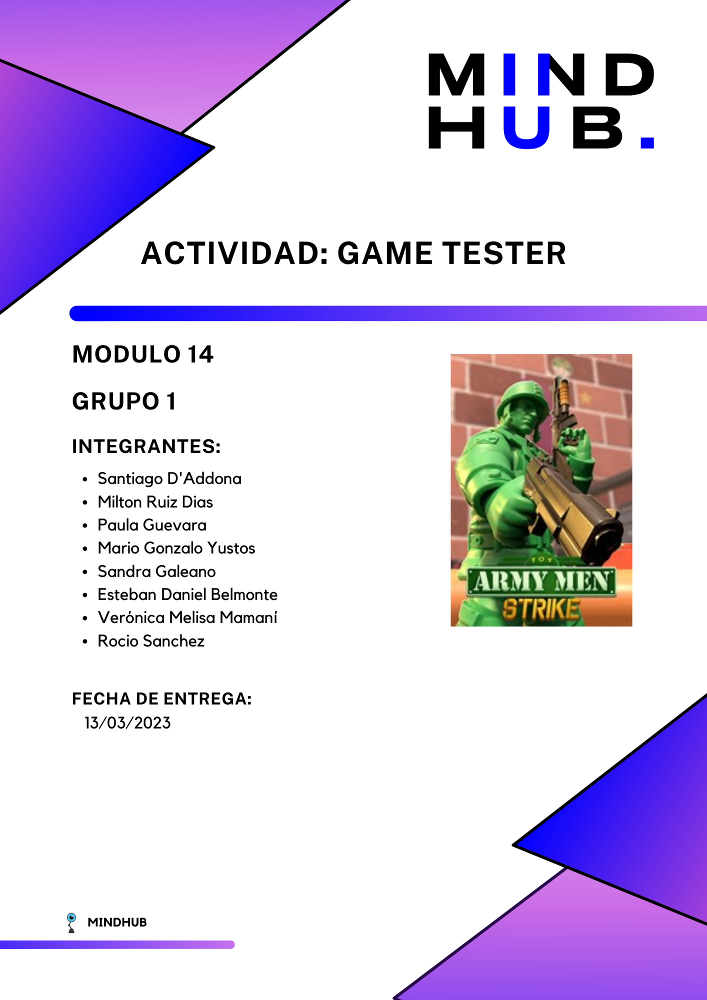 MIND
HUB.
ACTIVIDAD: GAME TESTER
MODULO 14
GRUPO 1
INTEGRANTES:
• Santiago D'Addona
• Milton Ruiz Dias
• Paula Guevara
• Mario Gonzalo Yustos
• Sandra Galeano
• Esteban Daniel Belmonte
• Verónica Melisa Mamaní
• Rocio Sanchez
TOY
ARMY MEN
STRIKE
FECHA DE ENTREGA:
13/03/2023
MINDHUB